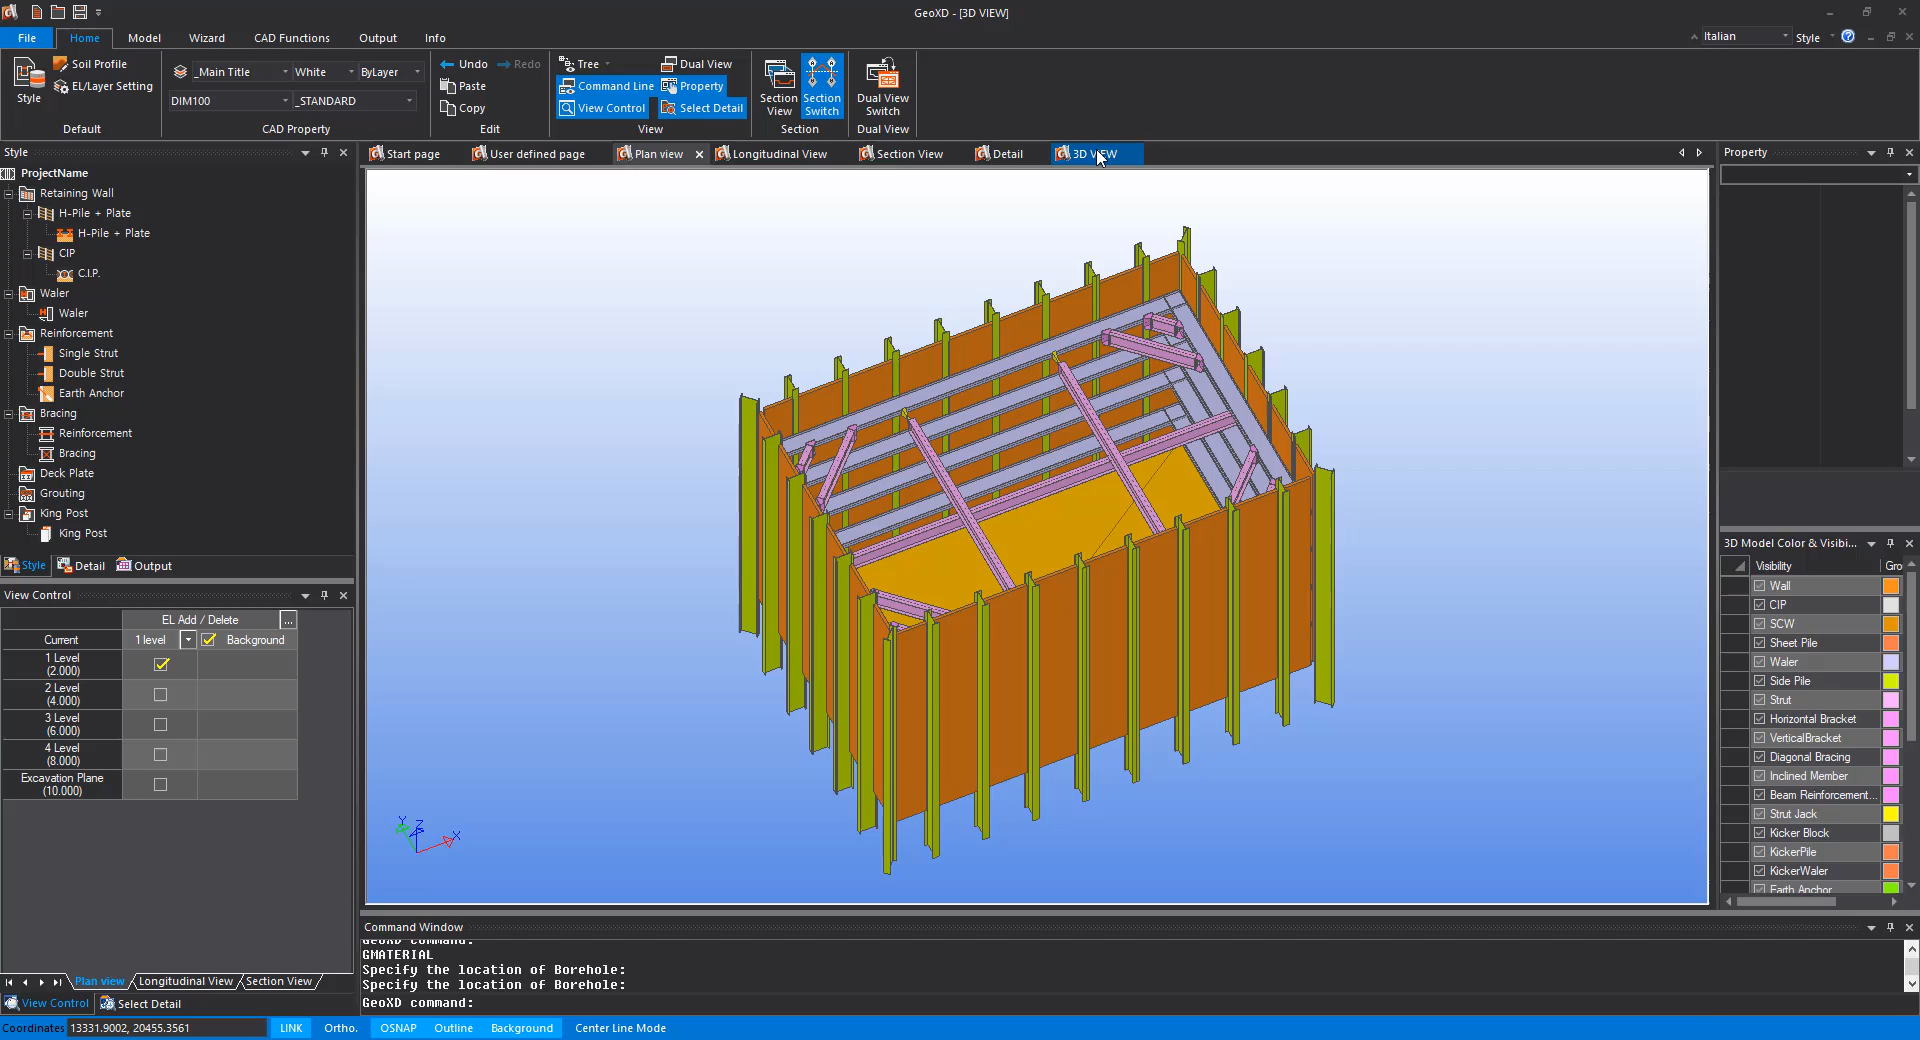 GeoXD - [3D VIEW]
File Home Model Wizard CAD Functions Output Info
Italian Style
Style
Soil Profile
EL/Layer Setting
Default
_Main Title White ByLayer
DIM100 _STANDARD
CAD Property
Undo Redo
Paste
Copy
Edit
Tree Dual View
Command Line Property
View Control Select Detail
View
Section View
Section Switch
Section
Dual View Switch
Dual View
Style
ProjectName
Retaining Wall
H-Pile + Plate
H-Pile + Plate
CIP
C.I.P.
Waler
Waler
Reinforcement
Single Strut
Double Strut
Earth Anchor
Bracing
Reinforcement
Bracing
Deck Plate
Grouting
King Post
King Post
Style Detail Output
View Control
EL Add / Delete ...
Current 1 level Background
1 Level
(2.000)
2 Level
(4.000)
3 Level
(6.000)
4 Level
(8.000)
Excavation Plane
(10.000)
Plan view Longitudinal View Section View
View Control Select Detail
Start page User defined page Plan view Longitudinal View Section View Detail 3D VIEW
Y Z X
Command Window
GeoXD command:
GMATERIAL
Specify the location of Borehole:
Specify the location of Borehole:
GeoXD command:
Property
3D Model Color & Visibi...
Visibility Gro
Wall
CIP
SCW
Sheet Pile
Waler
Side Pile
Strut
Horizontal Bracket
VerticalBracket
Diagonal Bracing
Inclined Member
Beam Reinforcement...
Strut Jack
Kicker Block
KickerPile
KickerWaler
Earth Anchor
Coordinates 13331.9002, 20455.3561 LINK Ortho. OSNAP Outline Background Center Line Mode